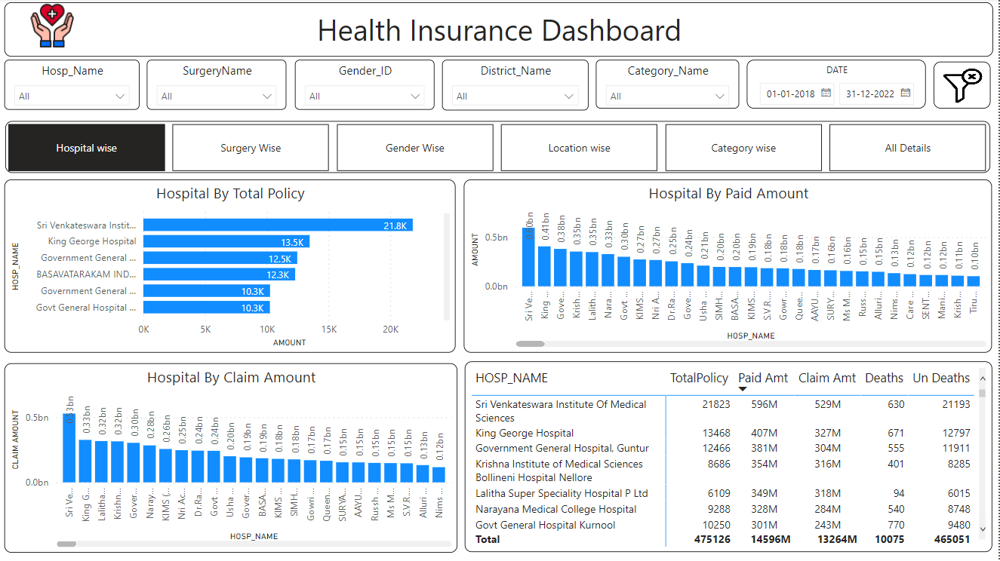 Health Insurance Dashboard
Hosp_Name
SurgeryName
Gender_ID
District_Name
Category_Name
DATE
All
All
All
All
All
01-01-2018
31-12-2022
Hospital wise
Surgery Wise
Gender Wise
Location wise
Category wise
All Details
Hospital By Total Policy
HOSP_NAME
Sri Venkateswara Instit... 21.8K
King George Hospital 13.5K
Government General ... 12.5K
BASAVATARAKAM IND... 12.3K
Government General ... 10.3K
Govt General Hospital ... 10.3K
0K 5K 10K 15K 20K
AMOUNT
Hospital By Paid Amount
AMOUNT
0.5bn
0.0bn
0.60bn 0.41bn 0.38bn 0.35bn 0.35bn 0.33bn 0.30bn 0.27bn 0.27bn 0.25bn 0.24bn 0.21bn 0.20bn 0.20bn 0.19bn 0.18bn 0.18bn 0.18bn 0.17bn 0.16bn 0.16bn 0.15bn 0.15bn 0.13bn 0.12bn 0.12bn 0.12bn 0.11bn 0.10bn
Sri Ve... King ... Gove... Krish... Lalith... Nara... Govt ... KIMS... Nri A... Dr.Ra... Gove... Usha ... SIMH... BASA... KIMS... S.V.R... Gowr... Quee... AAYU... SURY... Ms M... Russ... Alluri... Nims... Care ... SENT... Mani... Krish... Tiru...
HOSP_NAME
Hospital By Claim Amount
CLAIM AMOUNT
0.5bn
0.0bn
0.53bn 0.33bn 0.32bn 0.32bn 0.30bn 0.28bn 0.26bn 0.25bn 0.24bn 0.24bn 0.20bn 0.19bn 0.19bn 0.18bn 0.18bn 0.17bn 0.17bn 0.15bn 0.15bn 0.15bn 0.15bn 0.15bn 0.13bn 0.12bn
Sri Ve... King G... Lalitha... Krishn... Gover... Naray... KIMS (... Nri Ac... Dr.Ra... Govt ... Usha ... Gover... BASA... KIMS ... SIMH... Gowri ... Queen... SURYA... AAYU... Russh ... Ms M... S.V.R... Alluri ... Nims ...
HOSP_NAME
HOSP_NAME TotalPolicy Paid Amt Claim Amt Deaths Un Deaths
Sri Venkateswara Institute Of Medical 21823 596M 529M 630 21193
Sciences
King George Hospital 13468 407M 327M 671 12797
Government General Hospital, Guntur 12466 381M 304M 555 11911
Krishna Institute of Medical Sciences 8686 354M 316M 401 8285
Bollineni Hospital Nellore
Lalitha Super Speciality Hospital P Ltd 6109 349M 318M 94 6015
Narayana Medical College Hospital 9288 328M 284M 540 8748
Govt General Hospital Kurnool 10250 301M 243M 770 9480
Total 475126 14596M 13264M 10075 465051